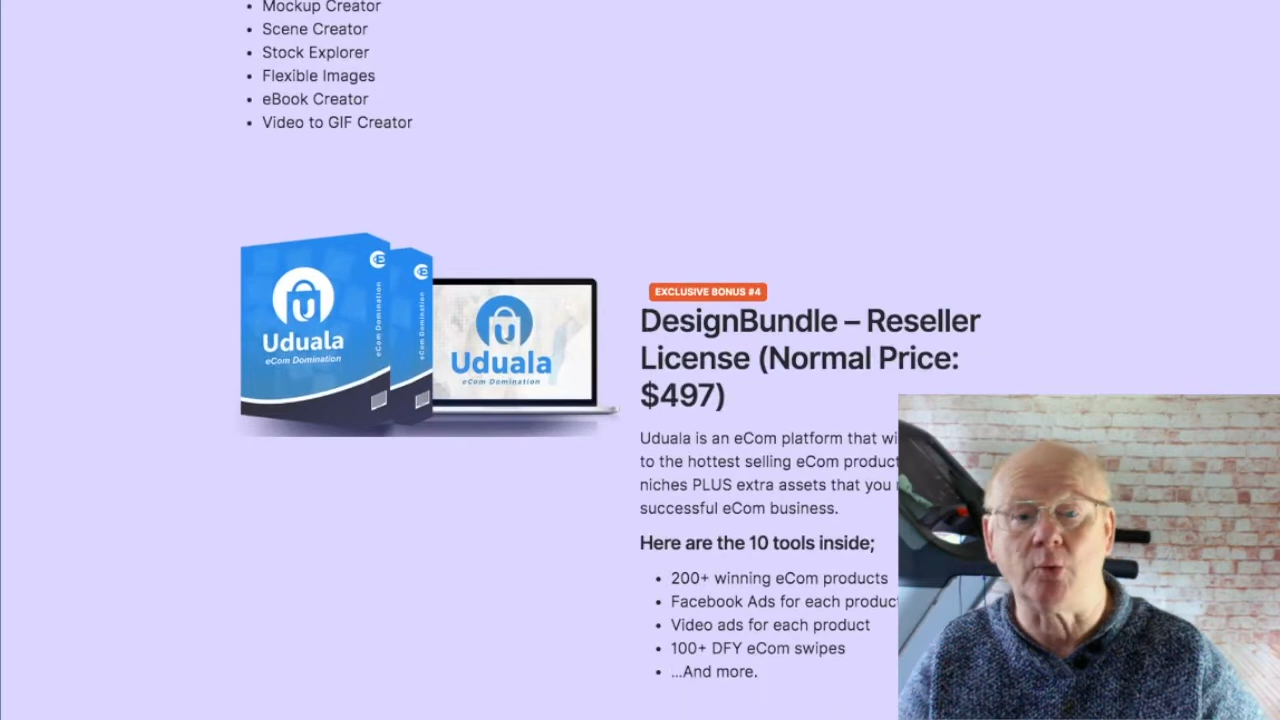 Mockup Creator
Scene Creator
Stock Explorer
Flexible Images
eBook Creator
Video to GIF Creator
Uduala
eCom Domination
eCom Domination
eCom Domination
Uduala
eCom Domination
EXCLUSIVE BONUS #4
DesignBundle – Reseller
License (Normal Price:
$497)
Uduala is an eCom platform that
to the hottest selling eCom
niches PLUS extra assets that you
successful eCom business.
Here are the 10 tools inside;
200+ winning eCom products
Facebook Ads for each
Video ads for each product
100+ DFY eCom swipes
...And more.